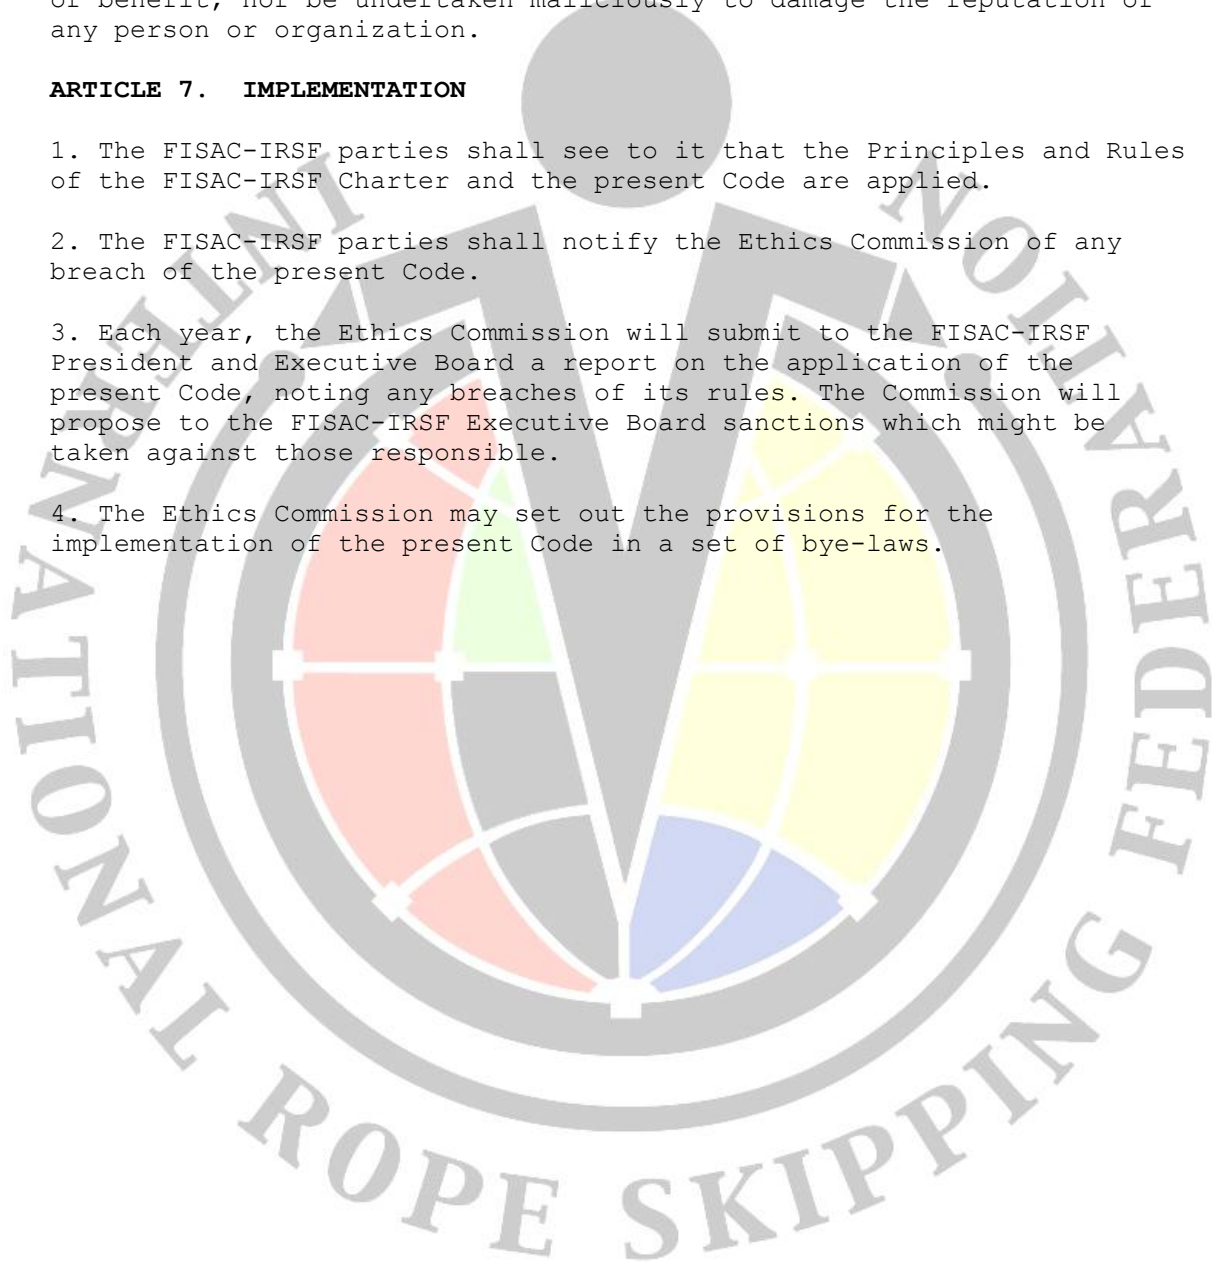 or benefit, nor be undertaken maliciously to damage the reputation of
any person or organization.
ARTICLE 7. IMPLEMENTATION
1. The FISAC-IRSF parties shall see to it that the Principles and Rules
of the FISAC-IRSF Charter and the present Code are applied.
2. The FISAC-IRSF parties shall notify the Ethics Commission of any
breach of the present Code.
3. Each year, the Ethics Commission will submit to the FISAC-IRSF
President and Executive Board a report on the application of the
present Code, noting any breaches of its rules. The Commission will
propose to the FISAC-IRSF Executive Board sanctions which might be
taken against those responsible.
4. The Ethics Commission may set out the provisions for the
implementation of the present Code in a set of bye-laws.
INTERNATIONAL ROPE SKIPPING FEDERATION